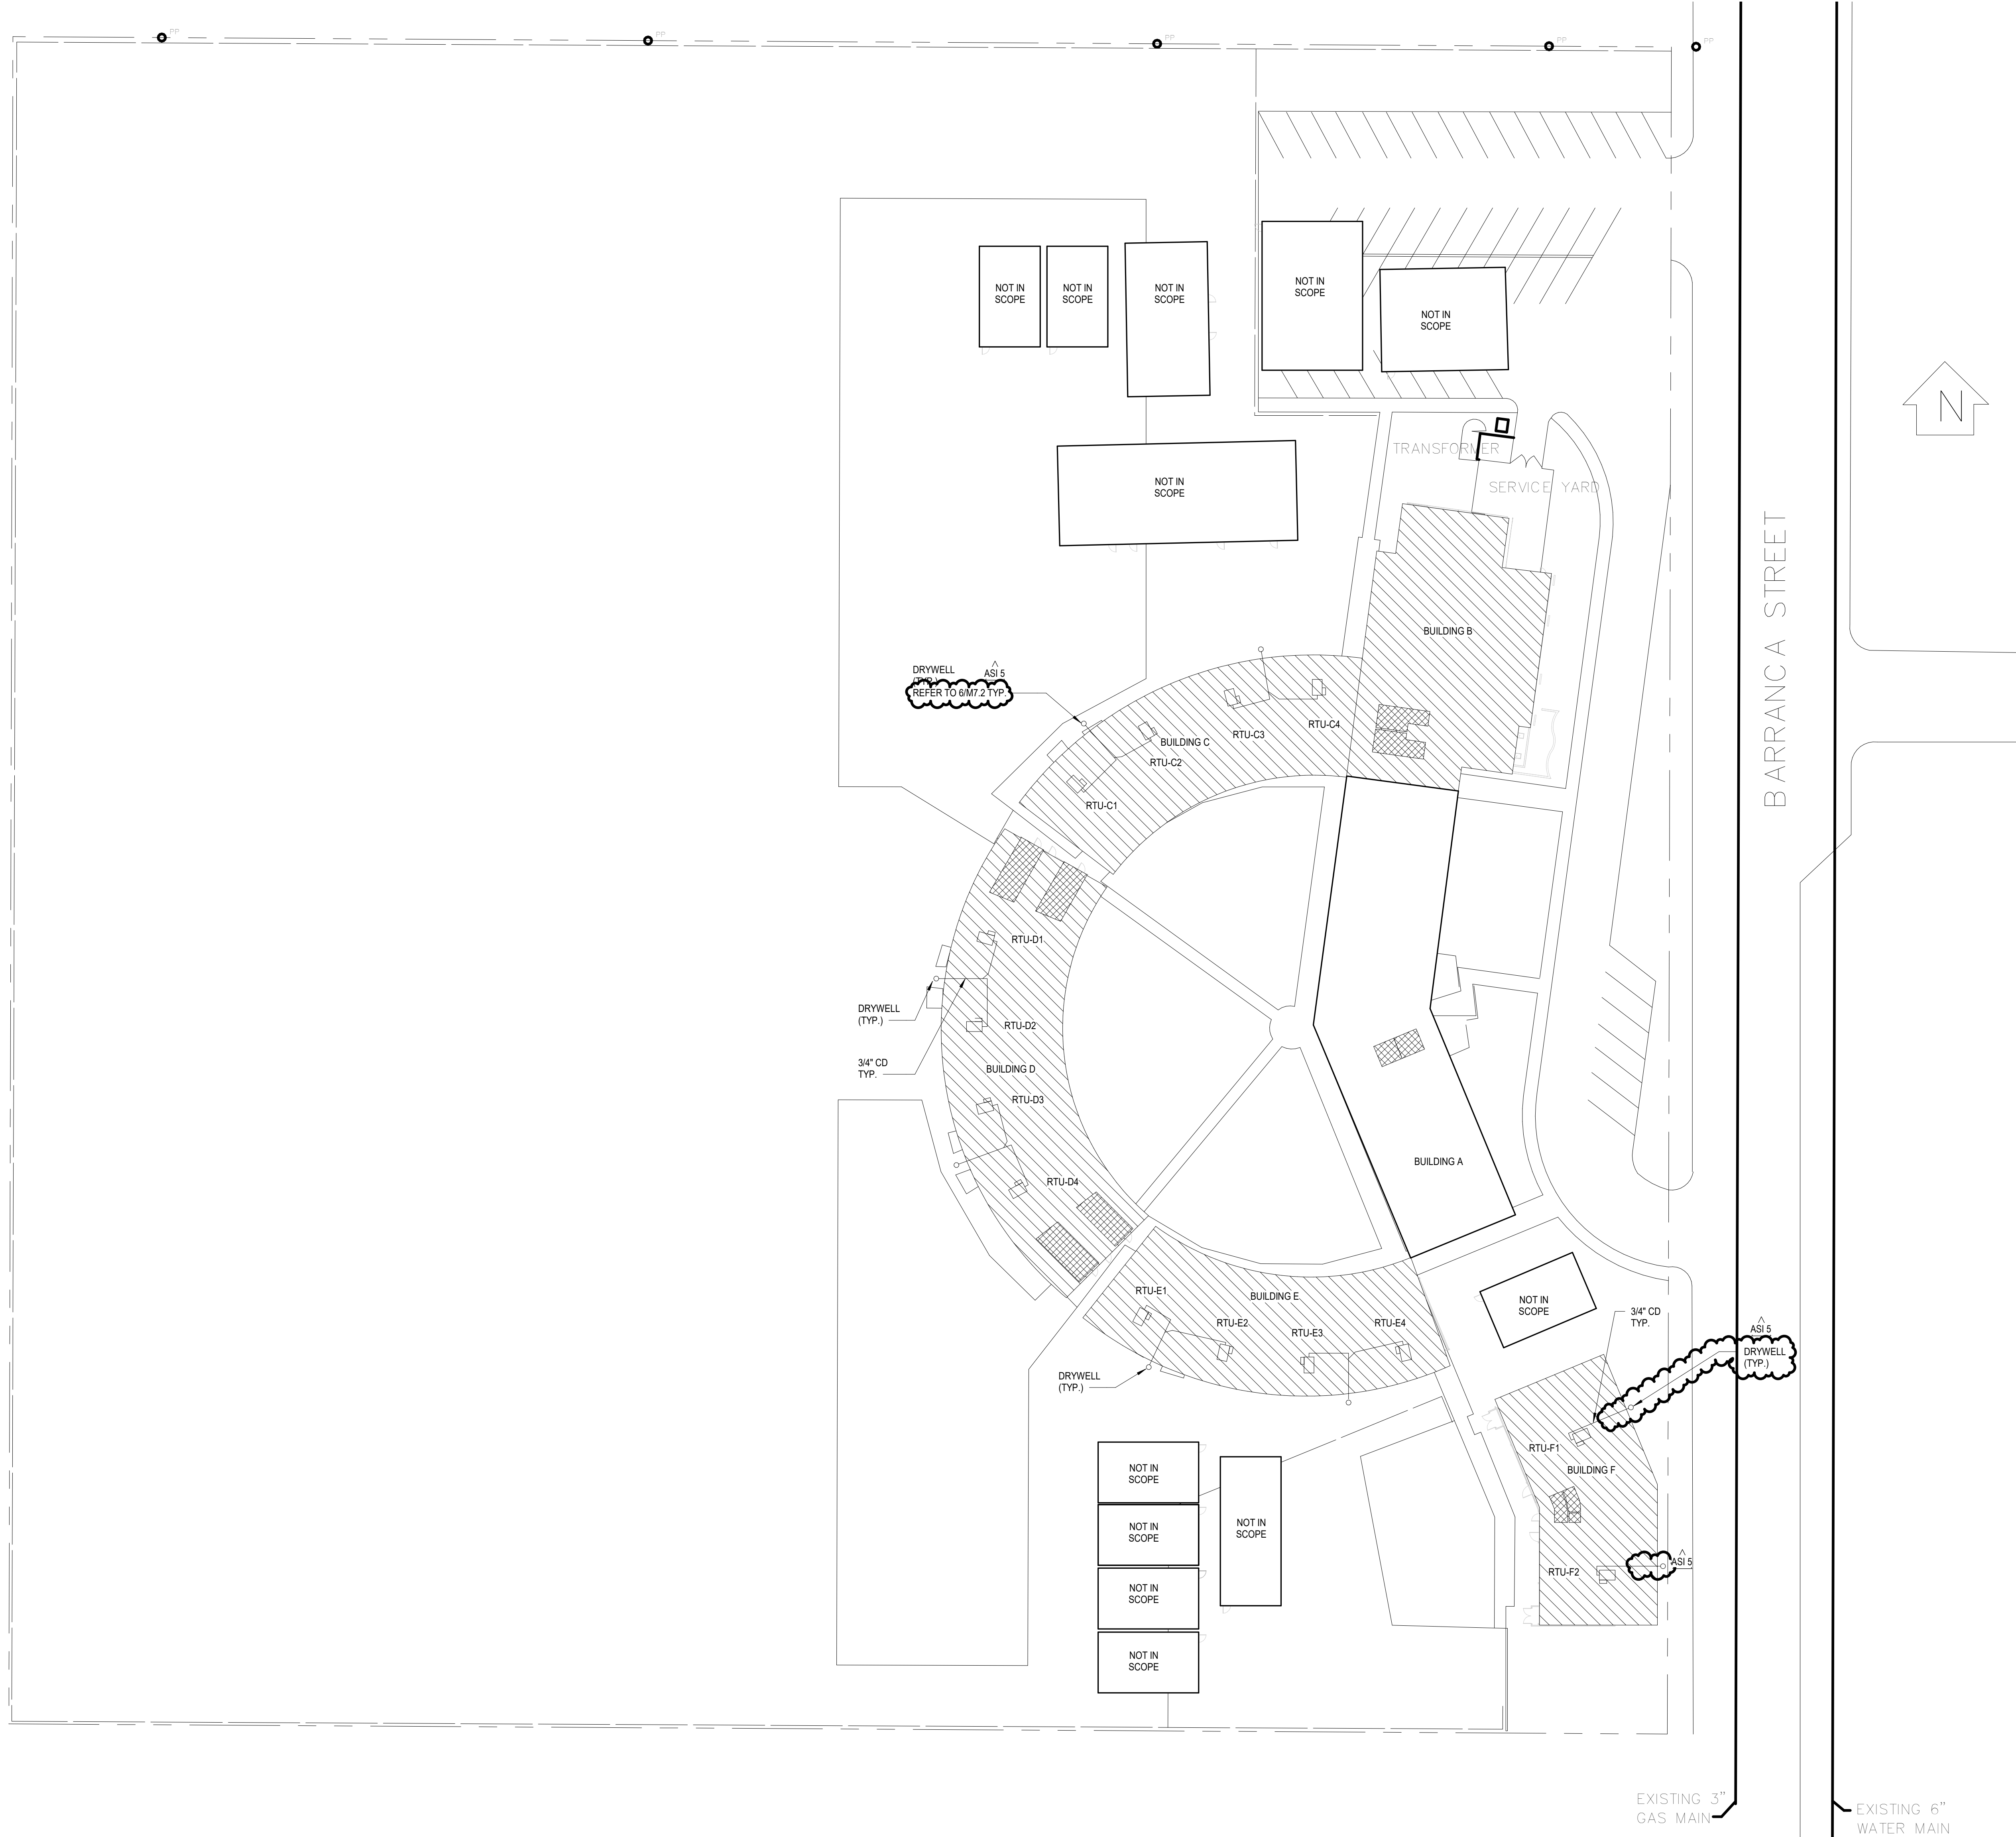 PP
PP
PP
PP
PP
NOT IN
SCOPE
NOT IN
SCOPE
NOT IN
SCOPE
NOT IN
SCOPE
NOT IN
SCOPE
N
TRANSFORMER
SERVICE YARD
NOT IN
SCOPE
BARRANCA STREET
BUILDING B
DRYWELL
(TYP.)
ASI 5
REFER TO 6/M7.2 TYP.
RTU-C4
RTU-C3
BUILDING C
RTU-C2
RTU-C1
RTU-D1
DRYWELL
(TYP.)
RTU-D2
3/4" CD
TYP.
BUILDING D
RTU-D3
BUILDING A
RTU-D4
RTU-E1
BUILDING E
RTU-E2
RTU-E3
RTU-E4
NOT IN
SCOPE
3/4" CD
TYP.
ASI 5
DRYWELL
(TYP.)
DRYWELL
(TYP.)
RTU-F1
BUILDING F
NOT IN
SCOPE
NOT IN
SCOPE
NOT IN
SCOPE
RTU-F2
ASI 5
NOT IN
SCOPE
NOT IN
SCOPE
EXISTING 3"
GAS MAIN
EXISTING 6"
WATER MAIN